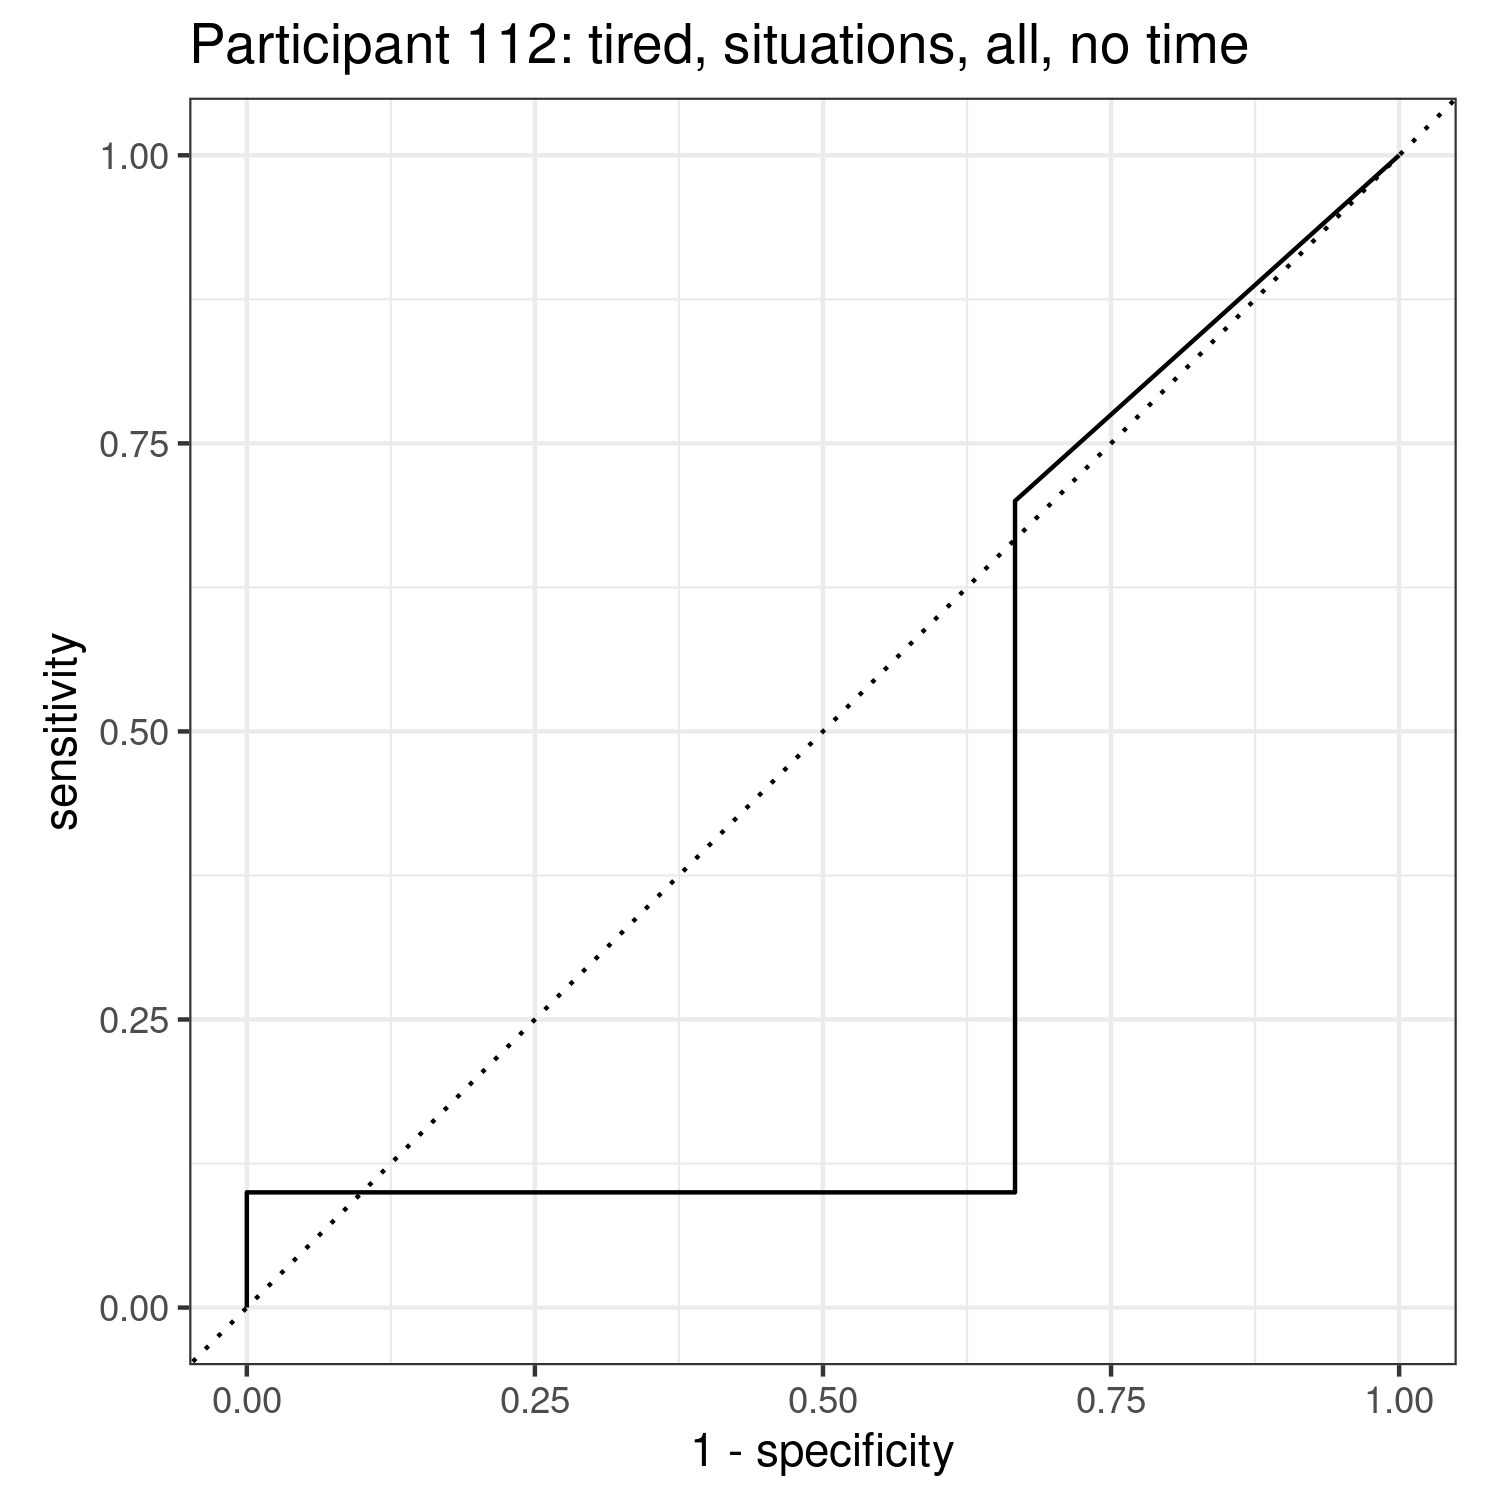 Participant 112: tired, situations, all, no time
1.00
0.75
0.50
0.25
0.00
sensitivity
0.00 0.25 0.50 0.75 1.00
1 - specificity